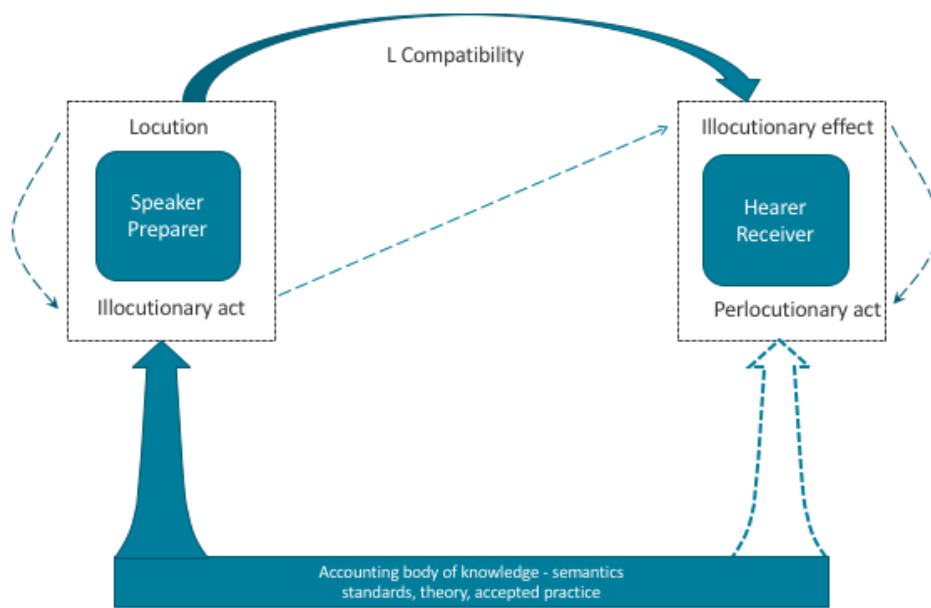 L Compatibility
Locution
Speaker
Preparer
Illocutionary act
Illocutionary effect
Hearer
Receiver
Perlocutionary act
Accounting body of knowledge - semantics
standards, theory, accepted practice